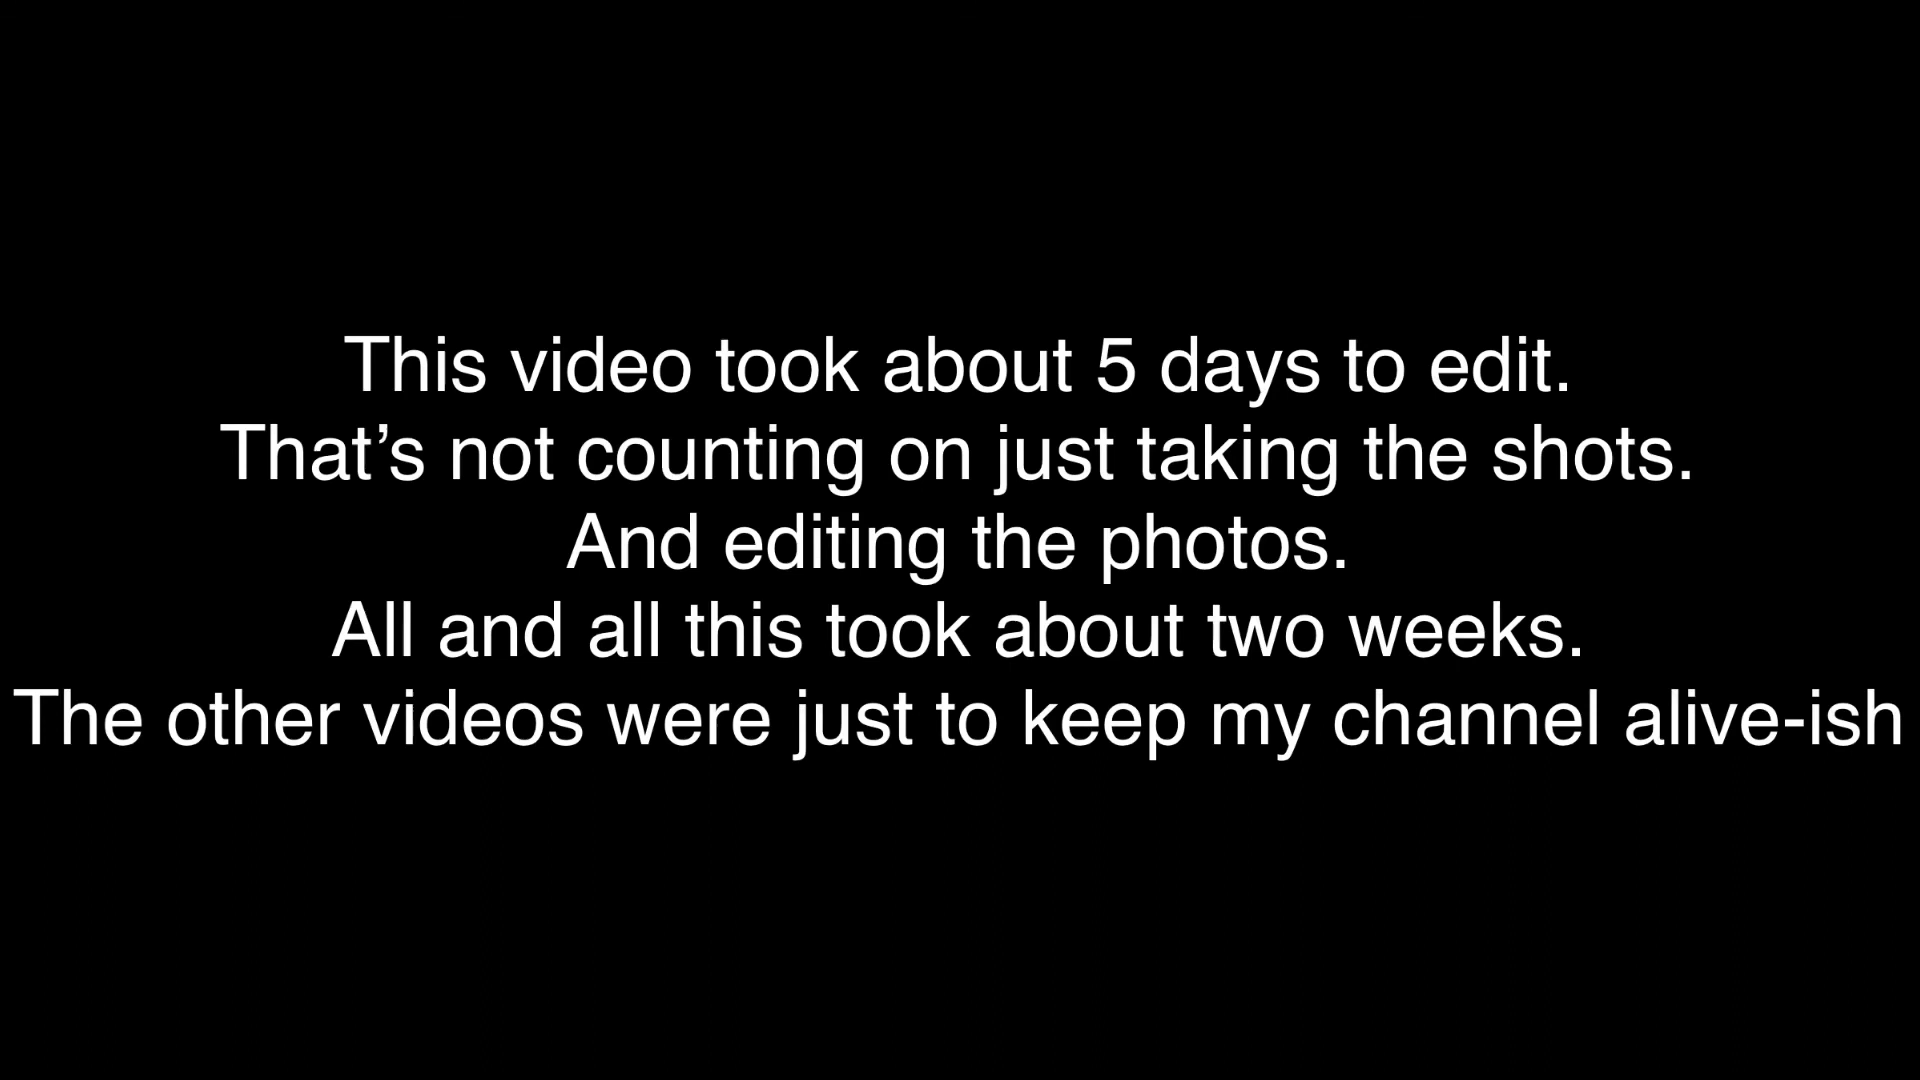 This video took about 5 days to edit.
That’s not counting on just taking the shots.
And editing the photos.
All and all this took about two weeks.
The other videos were just to keep my channel alive-ish